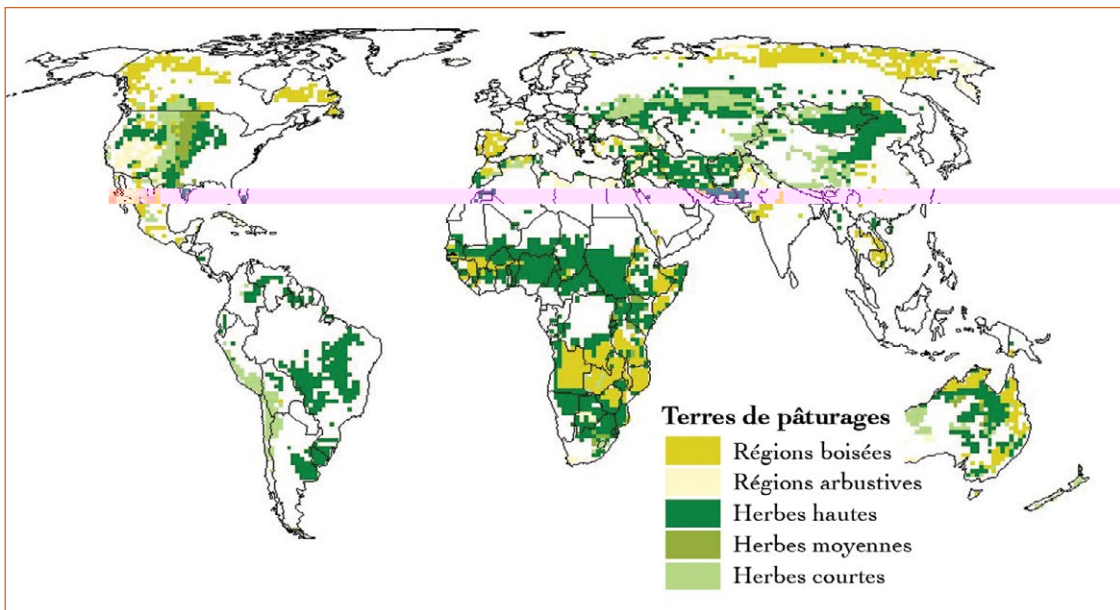 Terres de pâturages
Régions boisées
Régions arbustives
Herbes hautes
Herbes moyennes
Herbes courtes